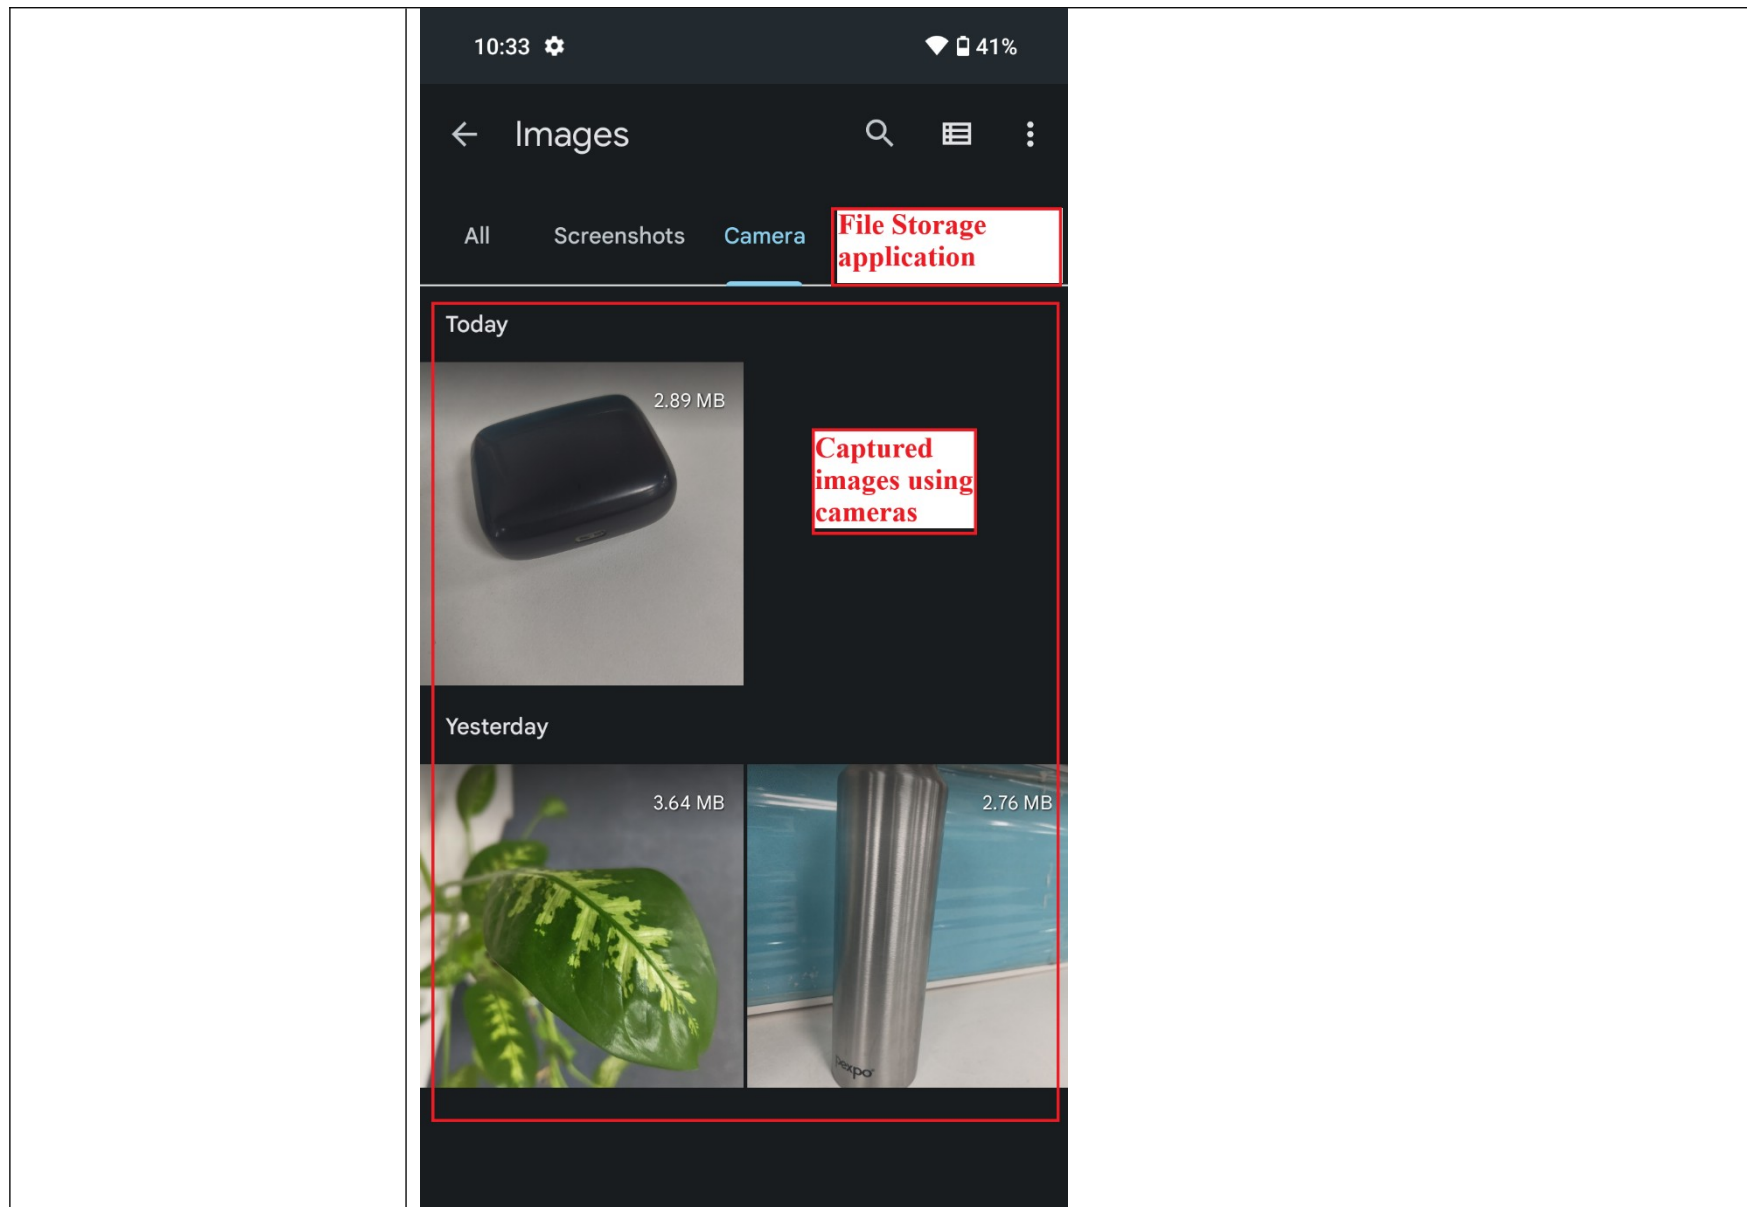 10:33 41%
Images
All Screenshots Camera
File Storage
application
Today
2.89 MB
Captured
images using
cameras
Yesterday
3.64 MB 2.76 MB
pexpo